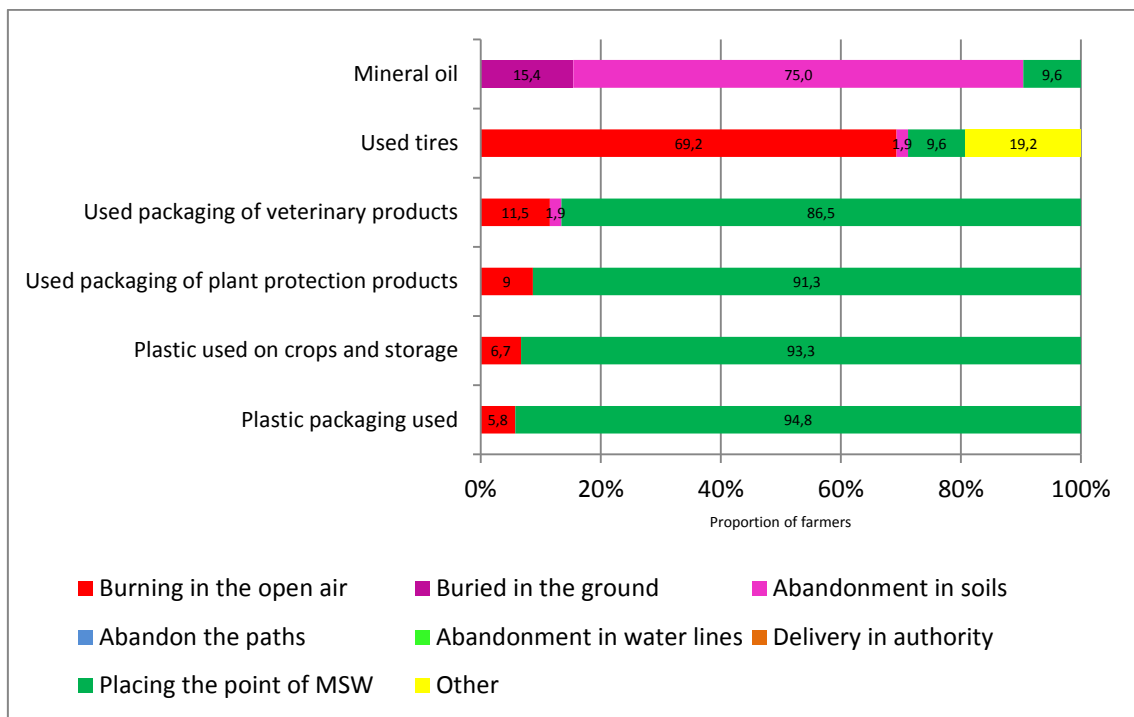 Mineral oil
15,4 75,0 9,6
Used tires
69,2 1,9 9,6 19,2
Used packaging of veterinary products
11,5 1,9 86,5
Used packaging of plant protection products
9 91,3
Plastic used on crops and storage
6,7 93,3
Plastic packaging used
5,8 94,8
0% 20% 40% 60% 80% 100%
Proportion of farmers
Burning in the open air Buried in the ground Abandonment in soils
Abandon the paths Abandonment in water lines Delivery in authority
Placing the point of MSW Other